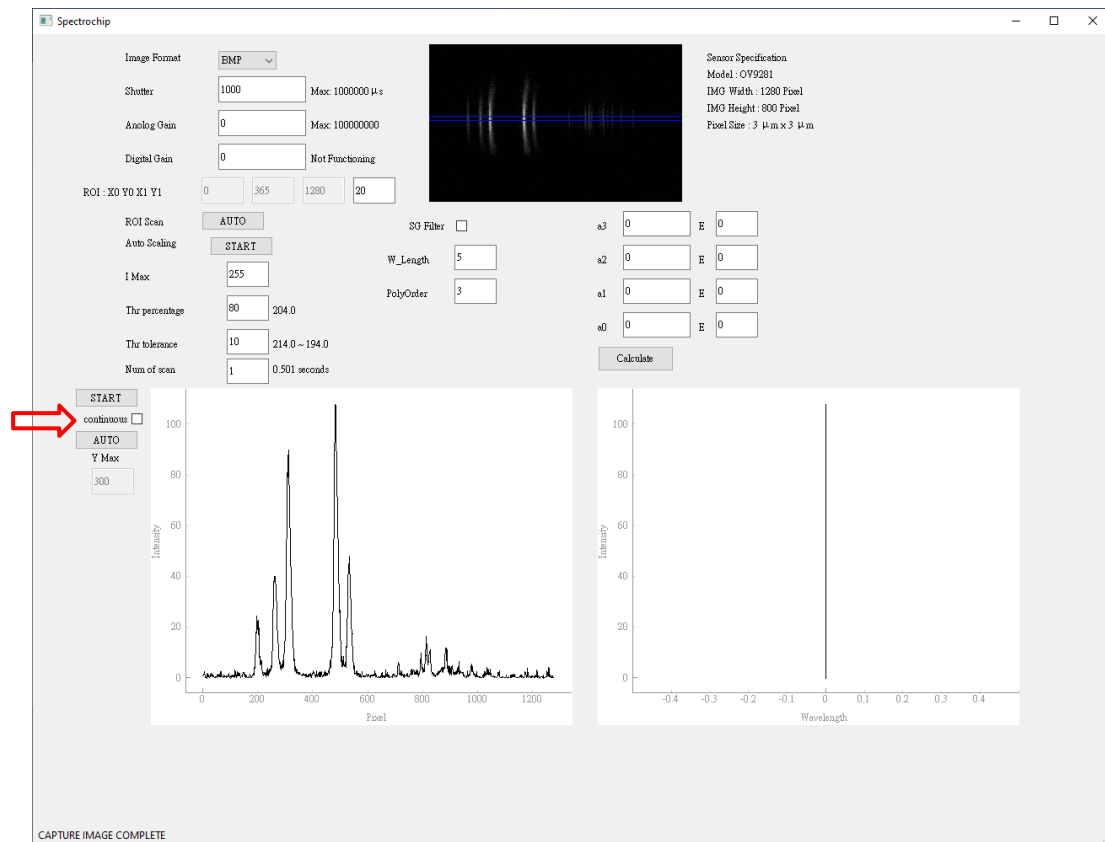 Spectrochip
Image Format BMP
Shutter 1000 Max: 1000000 μs
Anolog Gain 0 Max: 100000000
Digital Gain 0 Not Functioning
ROI : X0 Y0 X1 Y1 0 365 1280 20
Sensor Specification
Model : OV9281
IMG Width : 1280 Pixel
IMG Height : 800 Pixel
Pixel Size : 3 μm x 3 μm
ROI Scan AUTO
Auto Scaling START
I Max 255
Thr percentage 80 204.0
Thr tolerance 10 214.0 ~ 194.0
Num of scan 1 0.501 seconds
SG Filter
W_Length 5
PolyOrder 3
a3 0 E 0
a2 0 E 0
a1 0 E 0
a0 0 E 0
Calculate
START
continuous
AUTO
Y Max
300
Intensity
100
80
60
40
20
0
0 200 400 600 800 1000 1200
Pixel
Intensity
100
80
60
40
20
0
-0.4 -0.3 -0.2 -0.1 0 0.1 0.2 0.3 0.4
Wavelength
CAPTURE IMAGE COMPLETE